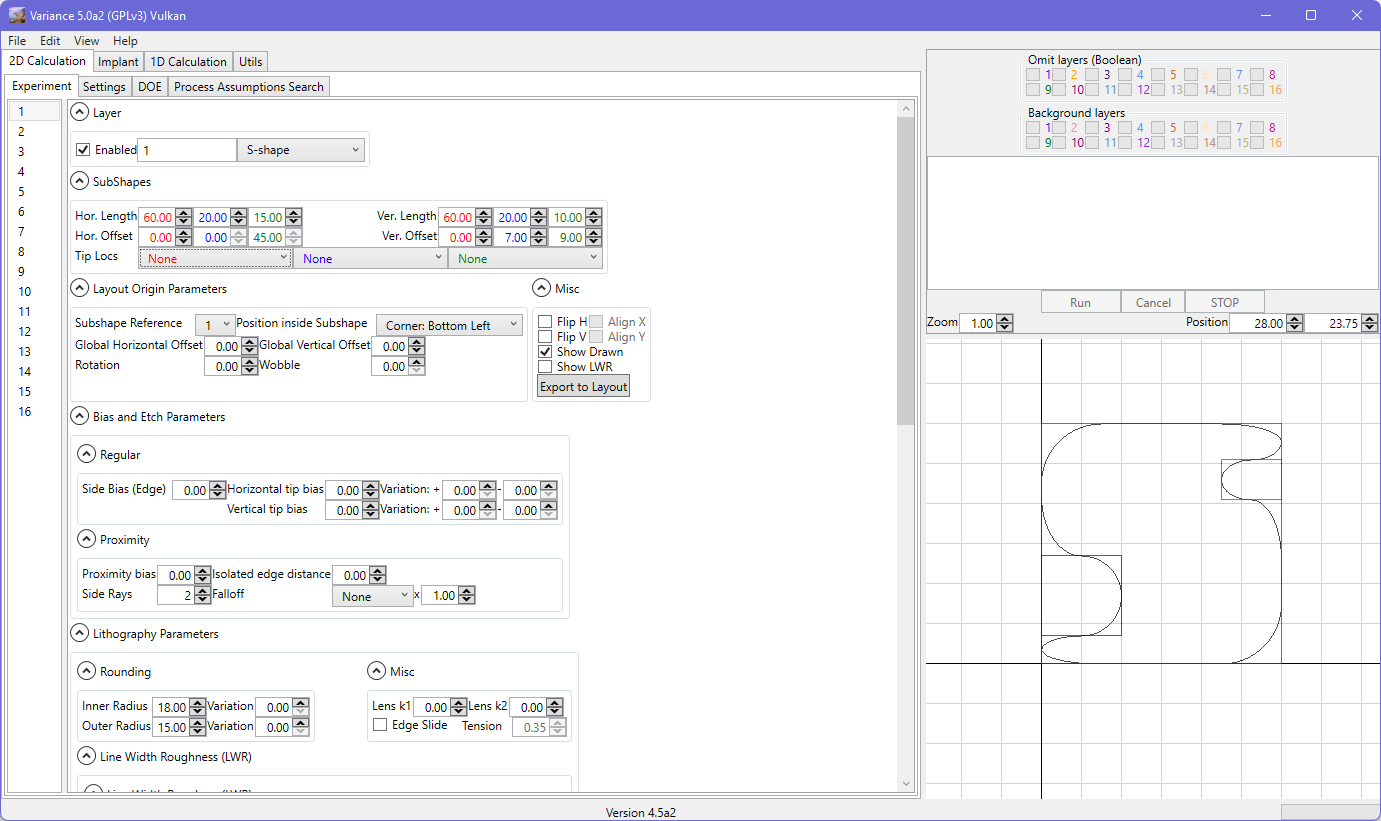 Variance 5.0a2 (GPLv3) Vulkan
File Edit View Help
2D Calculation Implant 1D Calculation Utils
Experiment Settings DOE Process Assumptions Search
1
2
3
4
5
6
7
8
9
10
11
12
13
14
15
16
Layer
Enabled 1 S-shape
SubShapes
Hor. Length 60.00 20.00 15.00 Ver. Length 60.00 20.00 10.00
Hor. Offset 0.00 0.00 45.00 Ver. Offset 0.00 7.00 9.00
Tip Locs None None None
Layout Origin Parameters
Subshape Reference 1 Position inside Subshape Corner: Bottom Left
Global Horizontal Offset 0.00 Global Vertical Offset 0.00
Rotation 0.00 Wobble 0.00
Misc
Flip H Align X
Flip V Align Y
Show Drawn
Show LWR
Export to Layout
Bias and Etch Parameters
Regular
Side Bias (Edge) 0.00 Horizontal tip bias 0.00 Variation: + 0.00 - 0.00
Vertical tip bias 0.00 Variation: + 0.00 - 0.00
Proximity
Proximity bias 0.00 Isolated edge distance 0.00
Side Rays 2 Falloff None x 1.00
Lithography Parameters
Rounding
Inner Radius 18.00 Variation 0.00
Outer Radius 15.00 Variation 0.00
Misc
Lens k1 0.00 Lens k2 0.00
Edge Slide Tension 0.35
Line Width Roughness (LWR)
Omit layers (Boolean)
1 2 3 4 5 6 7 8
9 10 11 12 13 14 15 16
Background layers
1 2 3 4 5 6 7 8
9 10 11 12 13 14 15 16
Run Cancel STOP
Zoom 1.00 Position 28.00 23.75
Version 4.5a2